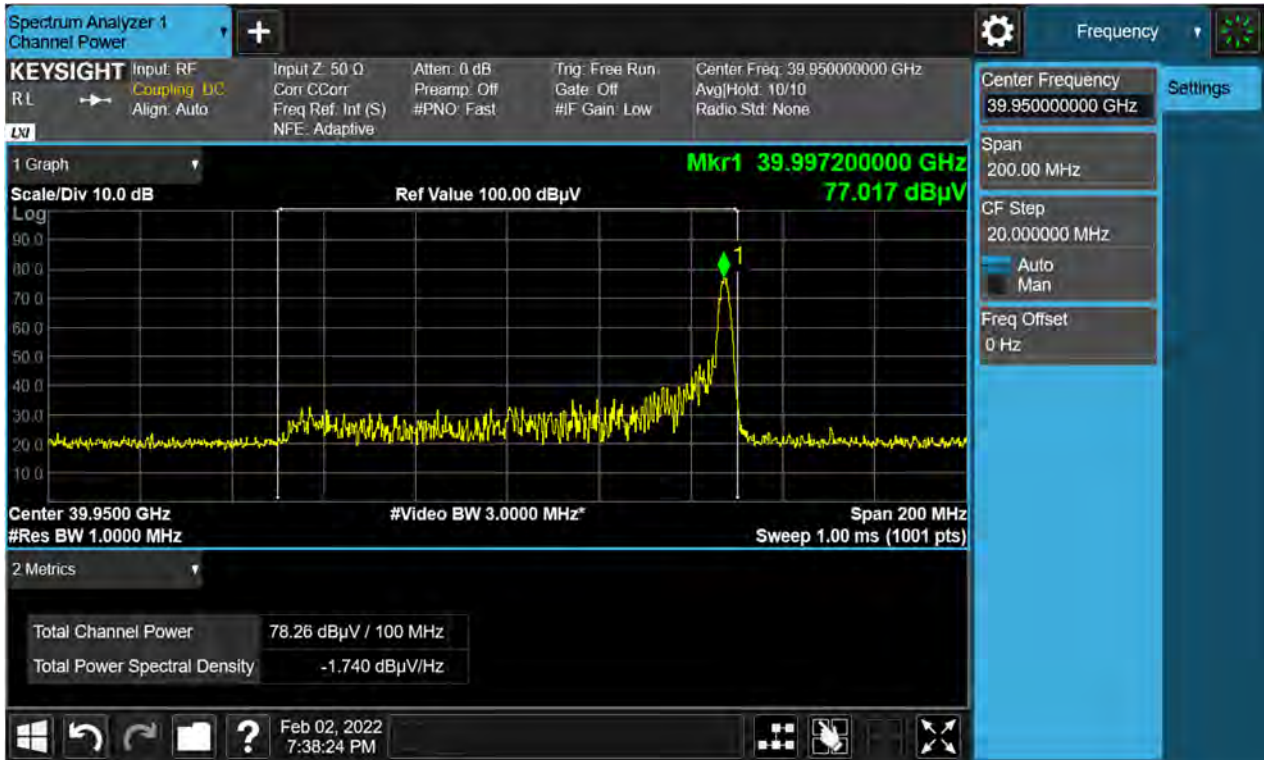 Spectrum Analyzer 1
Channel Power
+
Frequency
KEYSIGHT
RL
LXI
Input: RF
Coupling: DC
Align: Auto
Input Z: 50 Ω
Corr CCorr
Freq Ref: Int (S)
NFE: Adaptive
Atten: 0 dB
Preamp: Off
#PNO: Fast
Trig: Free Run
Gate: Off
#IF Gain: Low
Center Freq: 39.950000000 GHz
Avg|Hold: 10/10
Radio Std: None
Center Frequency
39.950000000 GHz
Settings
Span
200.00 MHz
CF Step
20.000000 MHz
Auto
Man
Freq Offset
0 Hz
1 Graph
Mkr1 39.997200000 GHz
77.017 dBµV
Scale/Div 10.0 dB
Ref Value 100.00 dBµV
Log
90.0
80.0
70.0
60.0
50.0
40.0
30.0
20.0
10.0
1
Center 39.9500 GHz
#Video BW 3.0000 MHz*
Span 200 MHz
#Res BW 1.0000 MHz
Sweep 1.00 ms (1001 pts)
2 Metrics
Total Channel Power
78.26 dBµV / 100 MHz
Total Power Spectral Density
-1.740 dBµV/Hz
?
Feb 02, 2022
7:38:24 PM